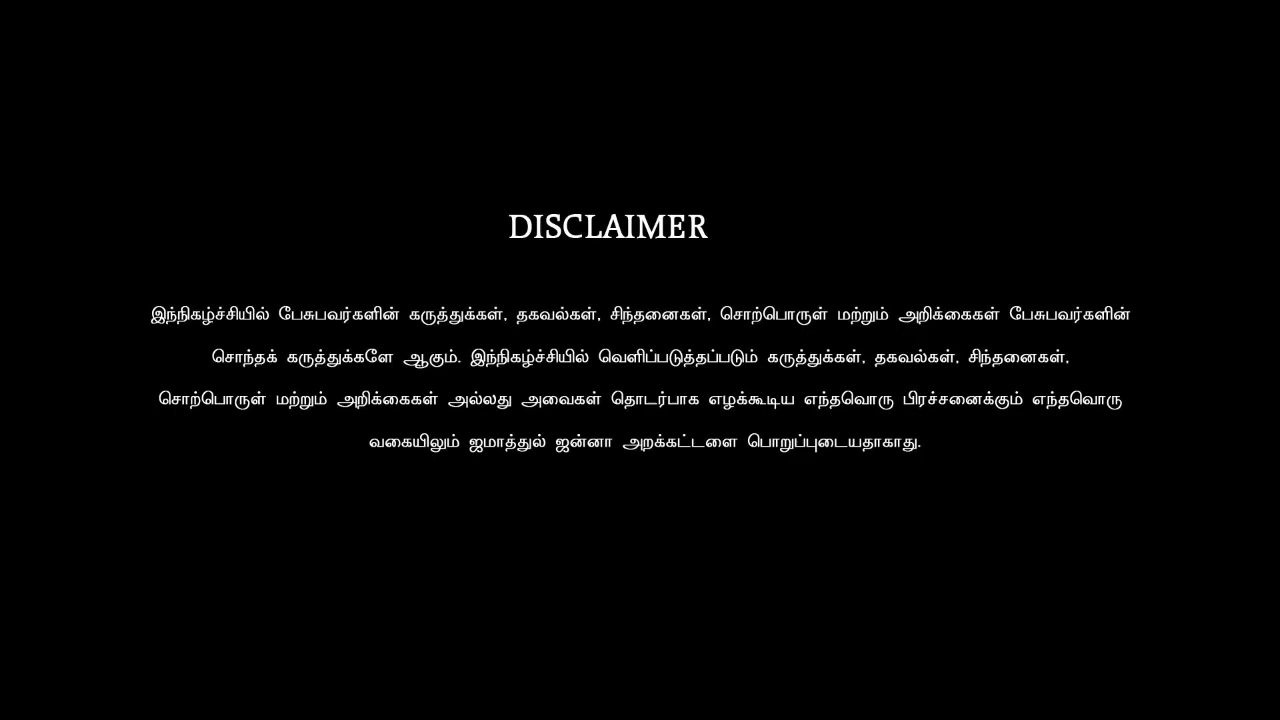 DISCLAIMER
இந்நிகழ்ச்சியில் பேசுபவர்களின் கருத்துக்கள், தகவல்கள், சிந்தனைகள், சொற்பொருள் மற்றும் அறிக்கைகள் பேசுபவர்களின்
சொந்தக் கருத்துக்களே ஆகும். இந்நிகழ்ச்சியில் வெளிப்படுத்தப்படும் கருத்துக்கள், தகவல்கள், சிந்தனைகள்,
சொற்பொருள் மற்றும் அறிக்கைகள் அல்லது அவைகள் தொடர்பாக எழக்கூடிய எந்தவொரு பிரச்சனைக்கும் எந்தவொரு
வகையிலும் ஜமாத்துல் ஜன்னா அறக்கட்டளை பொறுப்புடையதாகாது.